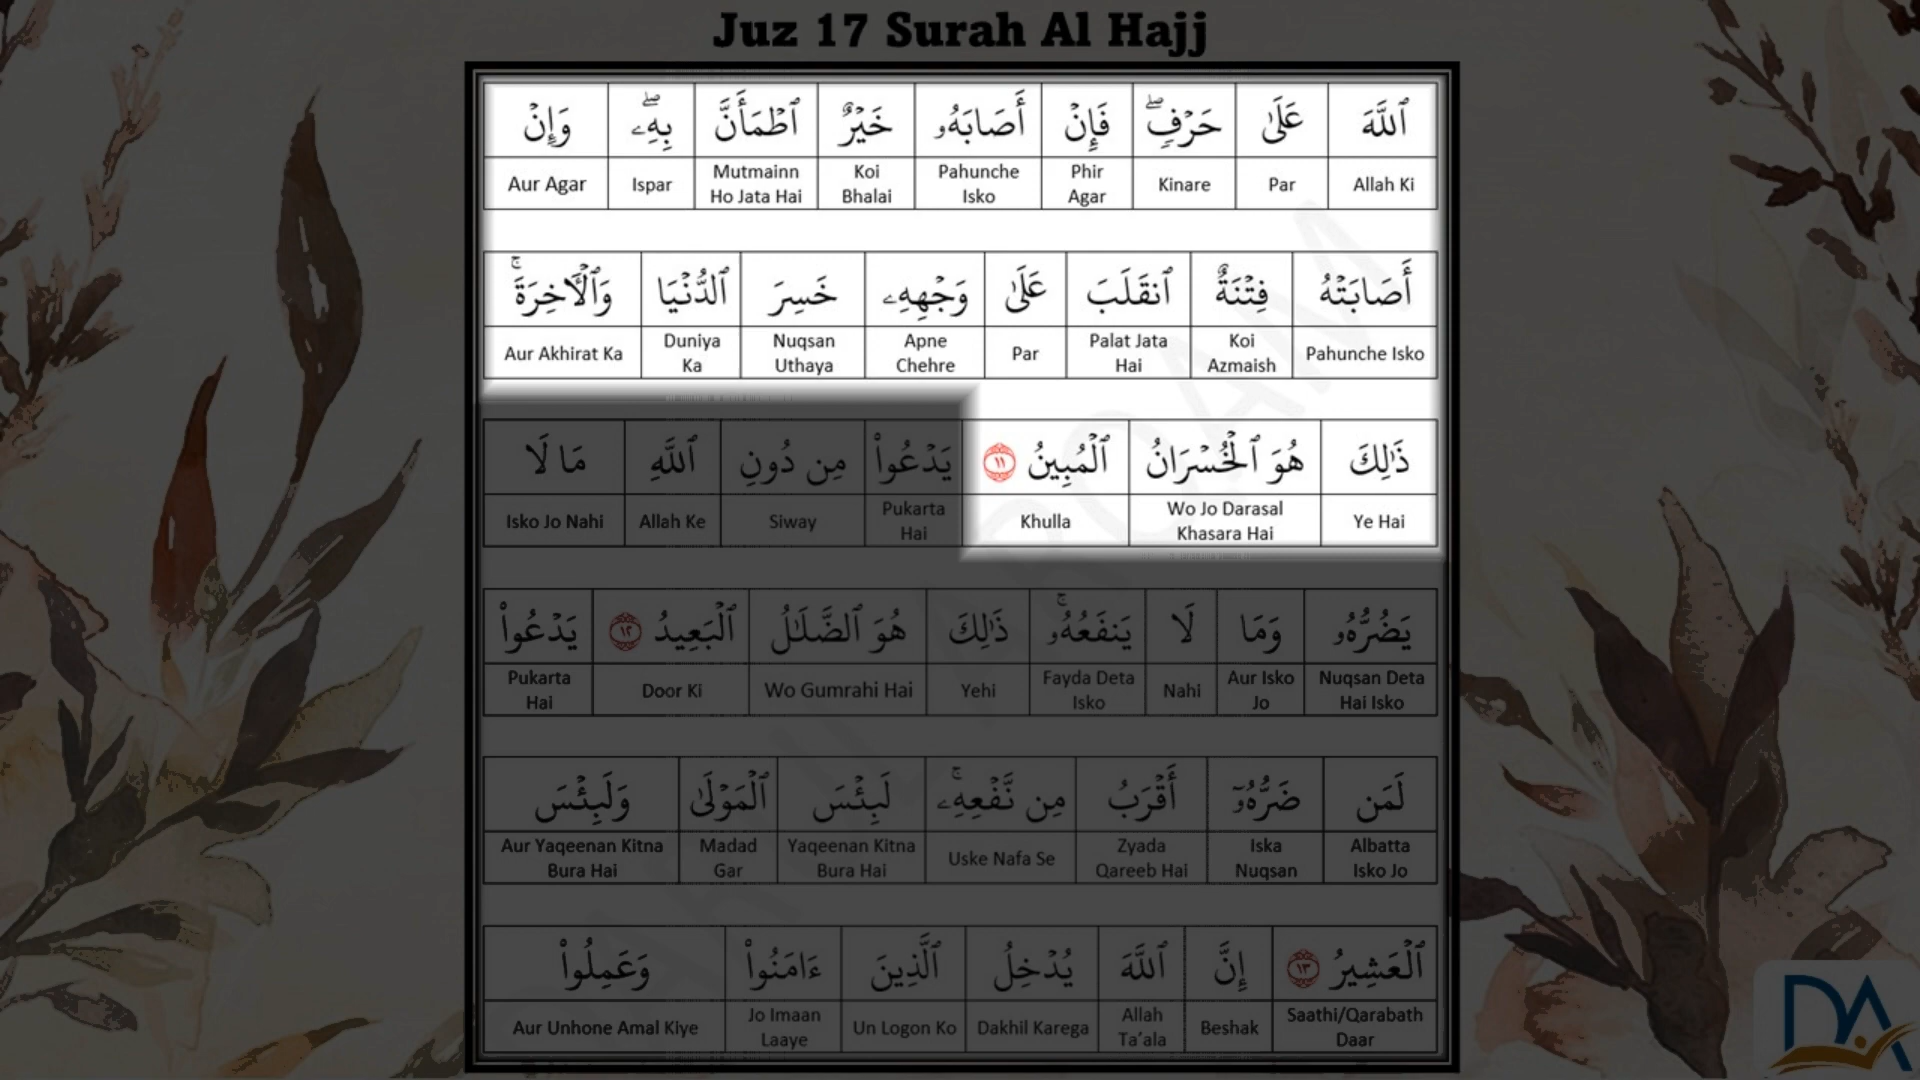 Juz 17 Surah Al Hajj
ٱللَّهَ عَلَىٰ حَرۡفٖۖ فَإِنۡ أَصَابَهُۥ خَيۡرٌ ٱطۡمَأَنَّ بِهِۦۖ وَإِنۡ
Allah Ki Par Kinare Phir Agar Pahunche Isko Koi Bhalai Mutmainn Ho Jata Hai Ispar Aur Agar
أَصَابَتۡهُ فِتۡنَةٌ ٱنقَلَبَ عَلَىٰ وَجۡهِهِۦ خَسِرَ ٱلدُّنۡيَا وَٱلۡأٓخِرَةَۚ
Pahunche Isko Koi Azmaish Palat Jata Hai Par Apne Chehre Nuqsan Uthaya Duniya Ka Aur Akhirat Ka
ذَٰلِكَ هُوَ ٱلۡخُسۡرَانُ ٱلۡمُبِينُ ١١ يَدۡعُواْ مِن دُونِ ٱللَّهِ مَا لَا
Ye Hai Wo Jo Darasal Khasara Hai Khulla Pukarta Hai Siway Allah Ke Isko Jo Nahi
يَضُرُّهُۥ وَمَا لَا يَنفَعُهُۥۚ ذَٰلِكَ هُوَ ٱلضَّلَٰلُ ٱلۡبَعِيدُ ١٢ يَدۡعُواْ
Nuqsan Deta Hai Isko Aur Isko Jo Nahi Fayda Deta Isko Yehi Wo Gumrahi Hai Door Ki Pukarta Hai
لَمَن ضَرُّهُۥٓ أَقۡرَبُ مِن نَّفۡعِهِۦۚ لَبِئۡسَ ٱلۡمَوۡلَىٰ وَلَبِئۡسَ
Albatta Isko Jo Iska Nuqsan Zyada Qareeb Hai Uske Nafa Se Yaqeenan Kitna Bura Hai Madad Gar Aur Yaqeenan Kitna Bura Hai
ٱلۡعَشِيرُ ١٣ إِنَّ ٱللَّهَ يُدۡخِلُ ٱلَّذِينَ ءَامَنُواْ وَعَمِلُواْ
Saathi/Qarabath Daar Beshak Allah Ta’ala Dakhil Karega Un Logon Ko Jo Imaan Laaye Aur Unhone Amal Kiye
DA